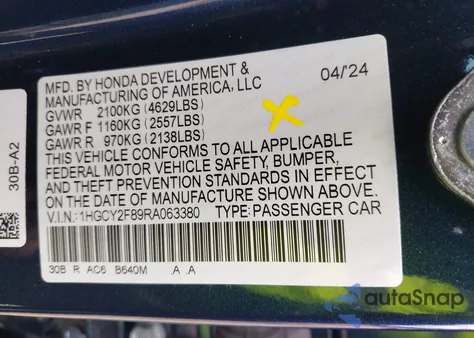 30B-A2
MFD. BY HONDA DEVELOPMENT &
MANUFACTURING OF AMERICA, LLC 04/'24
GVWR 2100KG (4629LBS)
GAWR F 1160KG (2557LBS)
GAWR R 970KG (2138LBS)
THIS VEHICLE CONFORMS TO ALL APPLICABLE
FEDERAL MOTOR VEHICLE SAFETY, BUMPER,
AND THEFT PREVENTION STANDARDS IN EFFECT
ON THE DATE OF MANUFACTURE SHOWN ABOVE.
V.I.N.: 1HGCY2F89RA063380 TYPE: PASSENGER CAR
30B R AC6 B640M .A .A
autaSnap